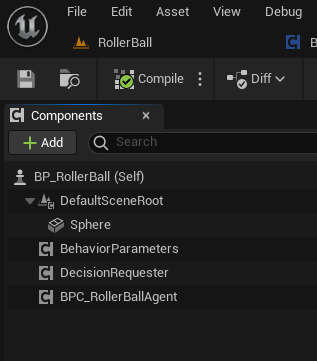 File Edit Asset View Debug
RollerBall
Compile Diff
Components
Add Search
BP_RollerBall (Self)
DefaultSceneRoot
Sphere
BehaviorParameters
DecisionRequester
BPC_RollerBallAgent